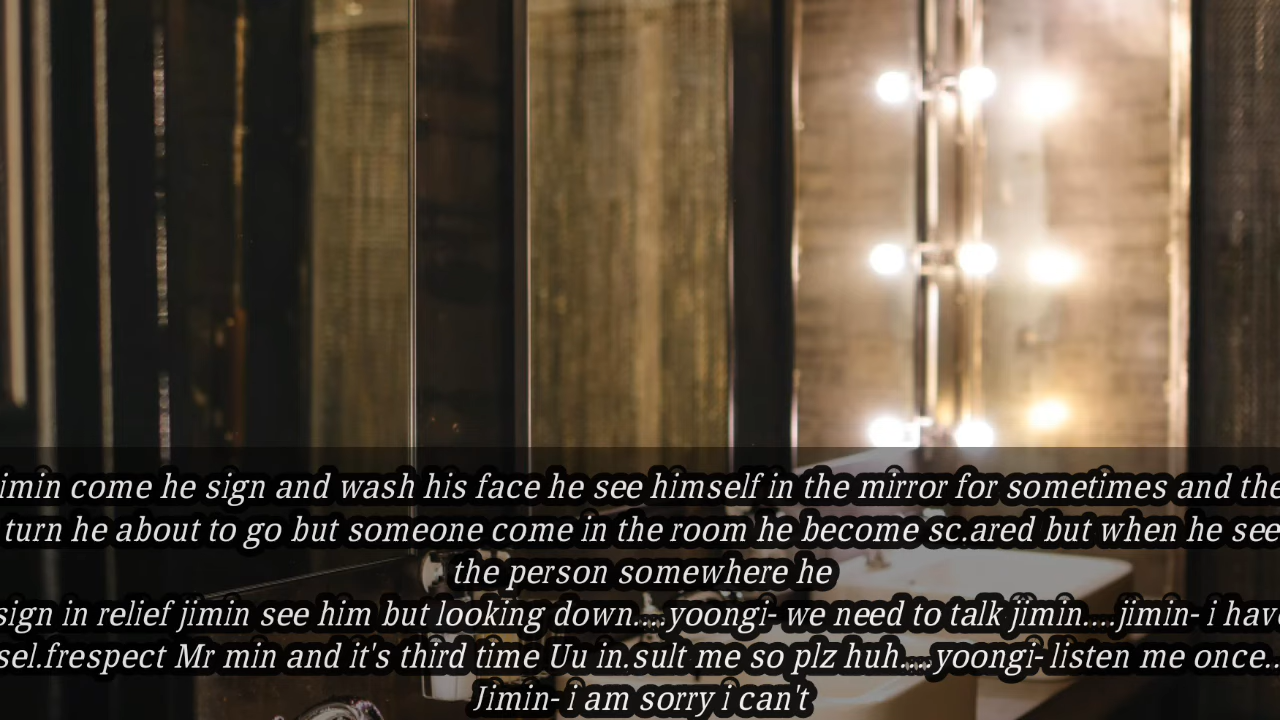 imin come he sign and wash his face he see himself in the mirror for sometimes and the
turn he about to go but someone come in the room he become sc.ared but when he see
the person somewhere he
sign in relief jimin see him but looking down....yoongi- we need to talk jimin....jimin- i have
sel.frespect Mr min and it's third time Uu in.sult me so plz huh....yoongi- listen me once..
Jimin- i am sorry i can't